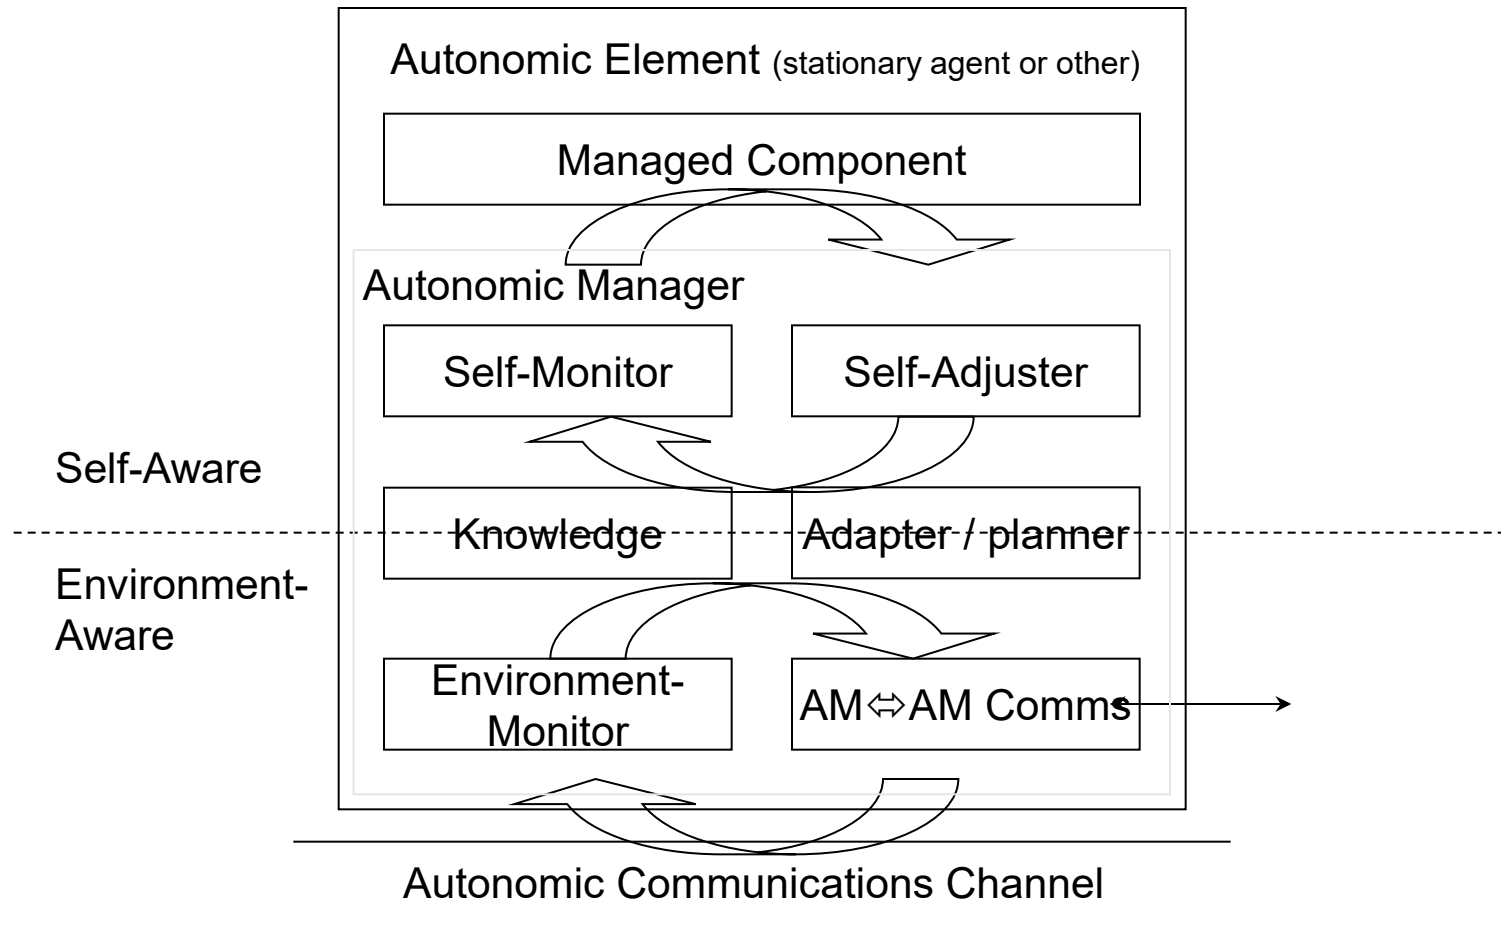 Autonomic Element (stationary agent or other)
Managed Component
Autonomic Manager
Self-Monitor
Self-Adjuster
Self-Aware
Knowledge
Adapter / planner
Environment-
Aware
Environment-
Monitor
AM⇔AM Comms
Autonomic Communications Channel